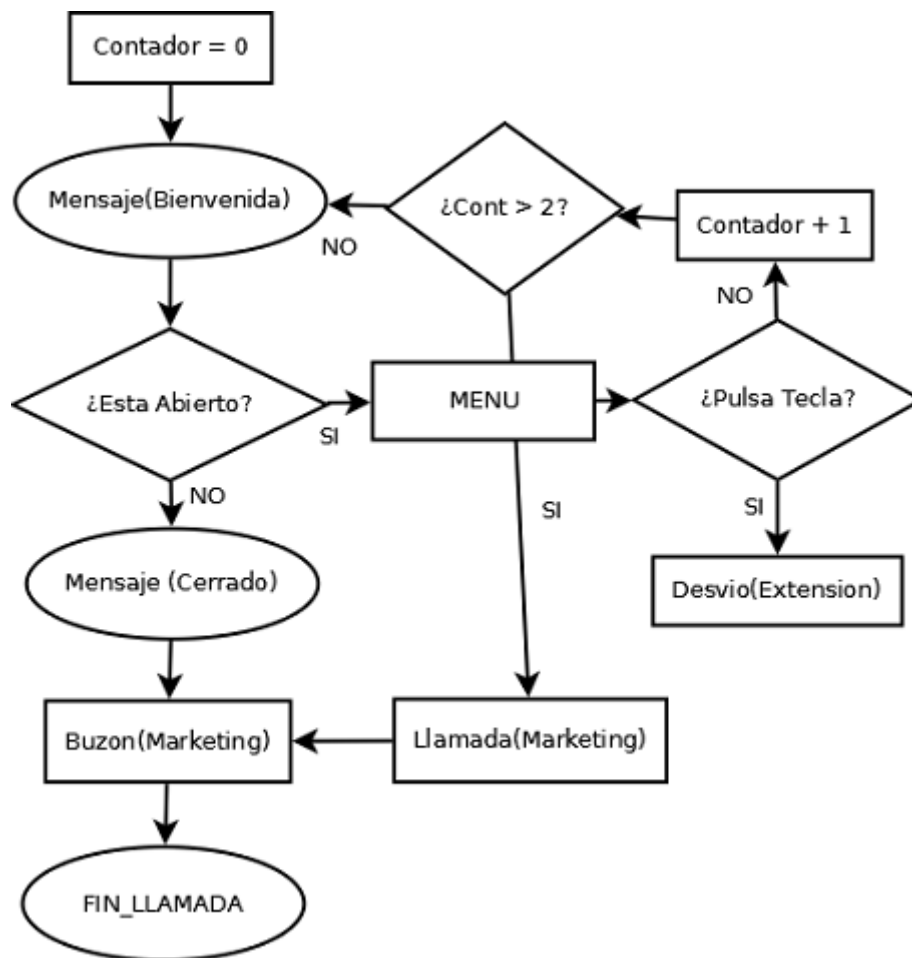 Contador = 0
Mensaje(Bienvenida)
¿Cont > 2?
Contador + 1
NO
NO
¿Esta Abierto?
SI
MENU
¿Pulsa Tecla?
NO
SI
SI
Mensaje (Cerrado)
Desvio(Extension)
Buzon(Marketing)
Llamada(Marketing)
FIN_LLAMADA